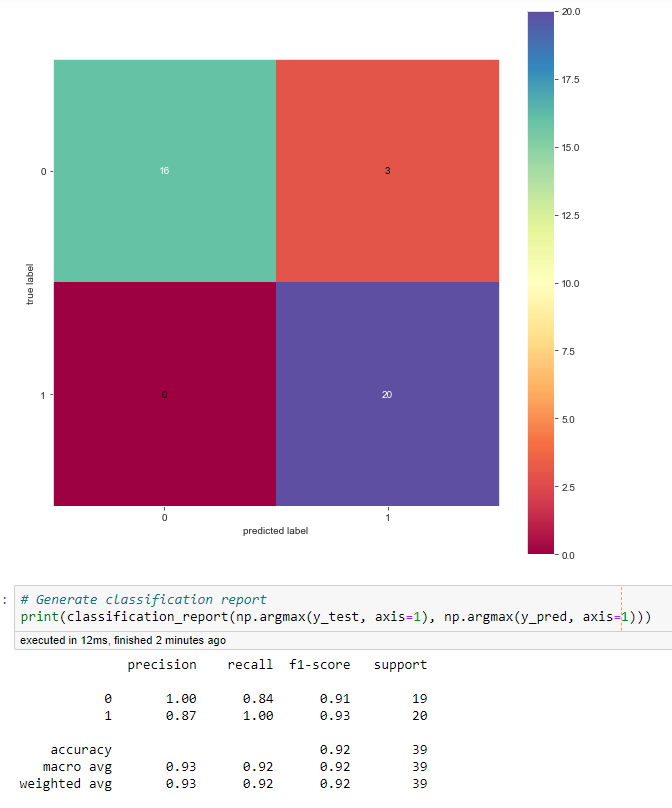 20.0
17.5
15.0
12.5
10.0
7.5
5.0
2.5
0.0
0
16
3
true label
1
0
20
0
1
predicted label
:
# Generate classification report
print(classification_report(np.argmax(y_test, axis=1), np.argmax(y_pred, axis=1)))
executed in 12ms, finished 2 minutes ago
precision recall f1-score support
0 1.00 0.84 0.91 19
1 0.87 1.00 0.93 20
accuracy 0.92 39
macro avg 0.93 0.92 0.92 39
weighted avg 0.93 0.92 0.92 39